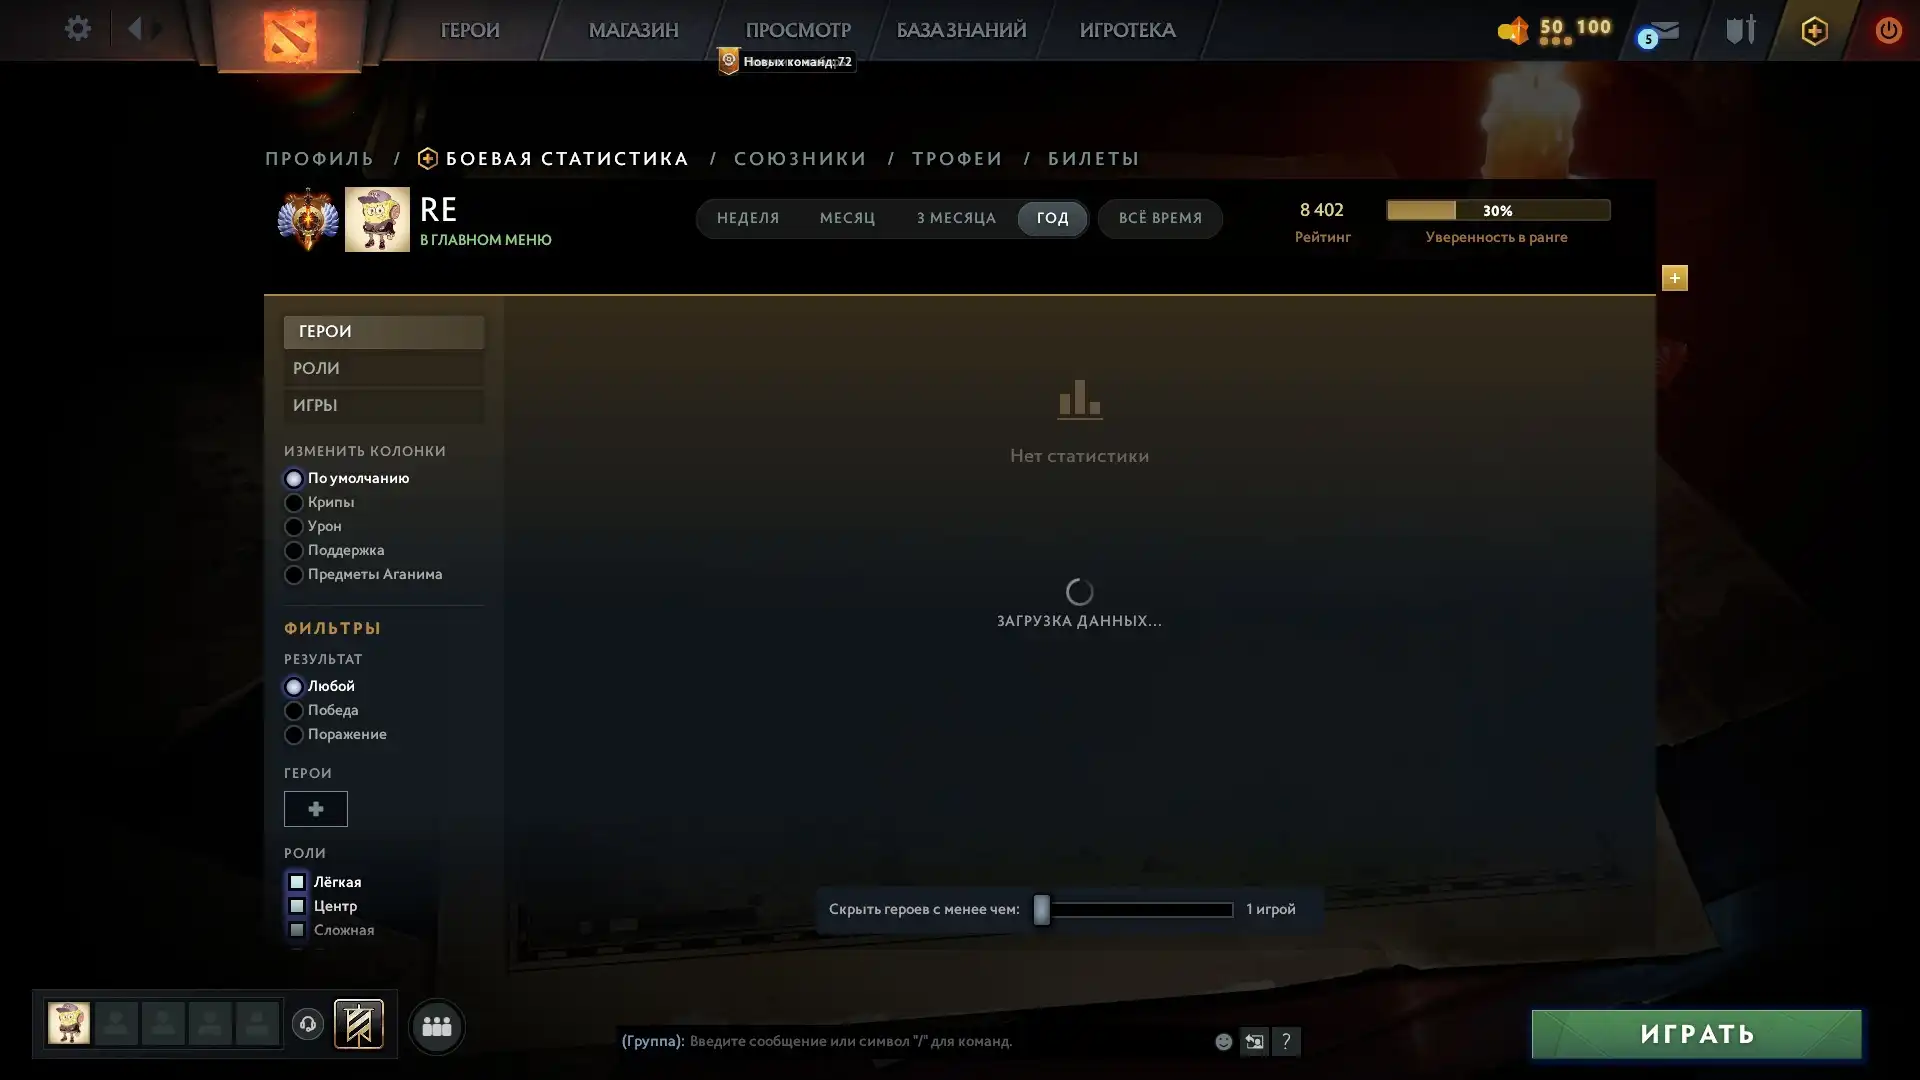 ГЕРОИ
МАГАЗИН
ПРОСМОТР
БАЗА ЗНАНИЙ
ИГРОТЕКА
50 100
5
Новых команд: 72
ПРОФИЛЬ / БОЕВАЯ СТАТИСТИКА / СОЮЗНИКИ / ТРОФЕИ / БИЛЕТЫ
RE
В ГЛАВНОМ МЕНЮ
НЕДЕЛЯ
МЕСЯЦ
3 МЕСЯЦА
ГОД
ВСЁ ВРЕМЯ
8 402
Рейтинг
30%
Уверенность в ранге
ГЕРОИ
РОЛИ
ИГРЫ
ИЗМЕНИТЬ КОЛОНКИ
По умолчанию
Крипы
Урон
Поддержка
Предметы Аганима
ФИЛЬТРЫ
РЕЗУЛЬТАТ
Любой
Победа
Поражение
ГЕРОИ
РОЛИ
Лёгкая
Центр
Сложная
Нет статистики
ЗАГРУЗКА ДАННЫХ...
Скрыть героев с менее чем:
1 игрой
(Группа): Введите сообщение или символ "/" для команд.
?
ИГРАТЬ